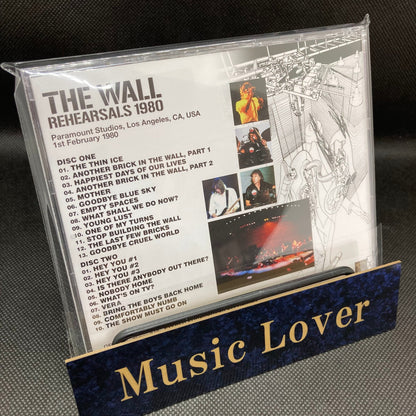 THE WALL
REHEARSALS 1980
Paramount Studios, Los Angeles, CA, USA
1st February 1980
DISC ONE
01. THE THIN ICE
02. ANOTHER BRICK IN THE WALL, PART 1
03. HAPPIEST DAYS OF OUR LIVES
04. ANOTHER BRICK IN THE WALL, PART 2
05. MOTHER
06. GOODBYE BLUE SKY
07. EMPTY SPACES
08. WHAT SHALL WE DO NOW?
09. YOUNG LUST
10. ONE OF MY TURNS
11. STOP BUILDING THE WALL
12. THE LAST FEW BRICKS
13. GOODBYE CRUEL WORLD
DISC TWO
01. HEY YOU #1
02. HEY YOU #2
03. HEY YOU #3
04. IS THERE ANYBODY OUT THERE?
05. NOBODY HOME
06. WHAT'S ON TV?
07. VERA
08. BRING THE BOYS BACK HOME
09. COMFORTABLY NUMB
10. THE SHOW MUST GO ON
Music Lover